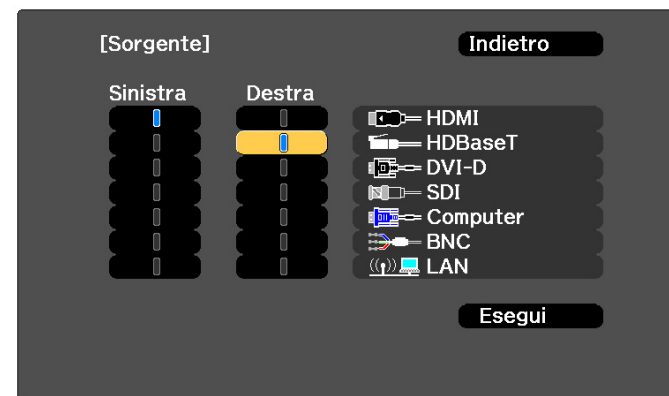 [Sorgente] Indietro
Sinistra Destra
HDMI
HDBaseT
DVI-D
SDI
Computer
BNC
LAN
Esegui